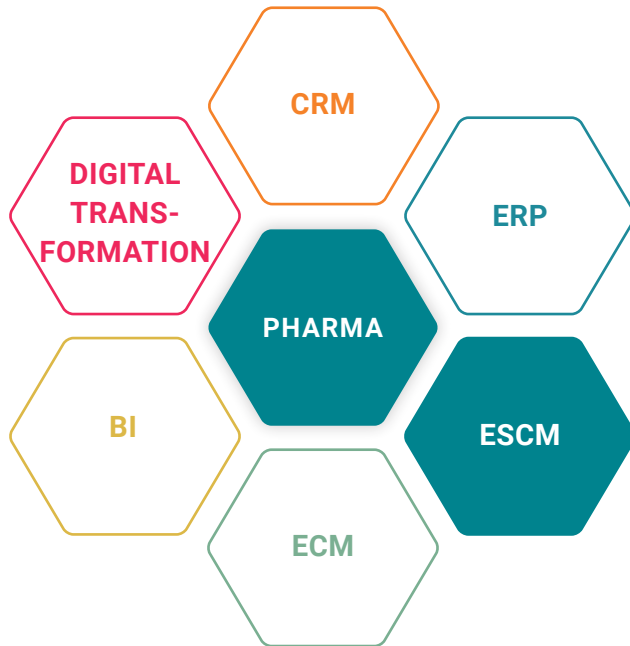 CRM
DIGITAL
TRANS-
FORMATION
ERP
PHARMA
BI
ESCM
ECM